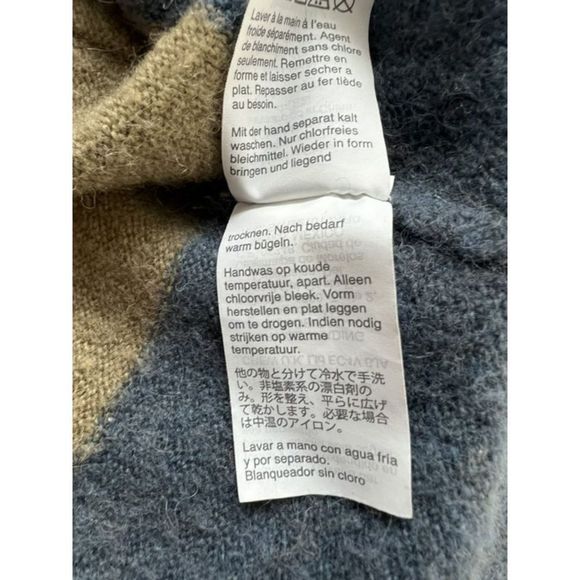 Laver à la main à l'eau
froide séparément. Agent
de blanchiment sans chlore
seulement. Remettre en
forme et laisser secher a
plat. Repasser au fer tiède
au besoin.
Mit der hand separat kalt
waschen. Nur chlorfreies
bleichmittel. Wieder in form
bringen und liegend
trocknen. Nach bedarf
warm bügeln.
Handwas op koude
temperatuur, apart. Alleen
chloorvrije bleek. Vorm
herstellen en plat leggen
om te drogen. Indien nodig
strijken op warme
temperatuur.
他の物と分けて冷水で手洗
い。非塩素系の漂白剤の
み。形を整え、平らに広げ
て乾かします。必要な場合
は中温のアイロン。
Lavar a mano con agua fria
y por separado.
Blanqueador sin cloro